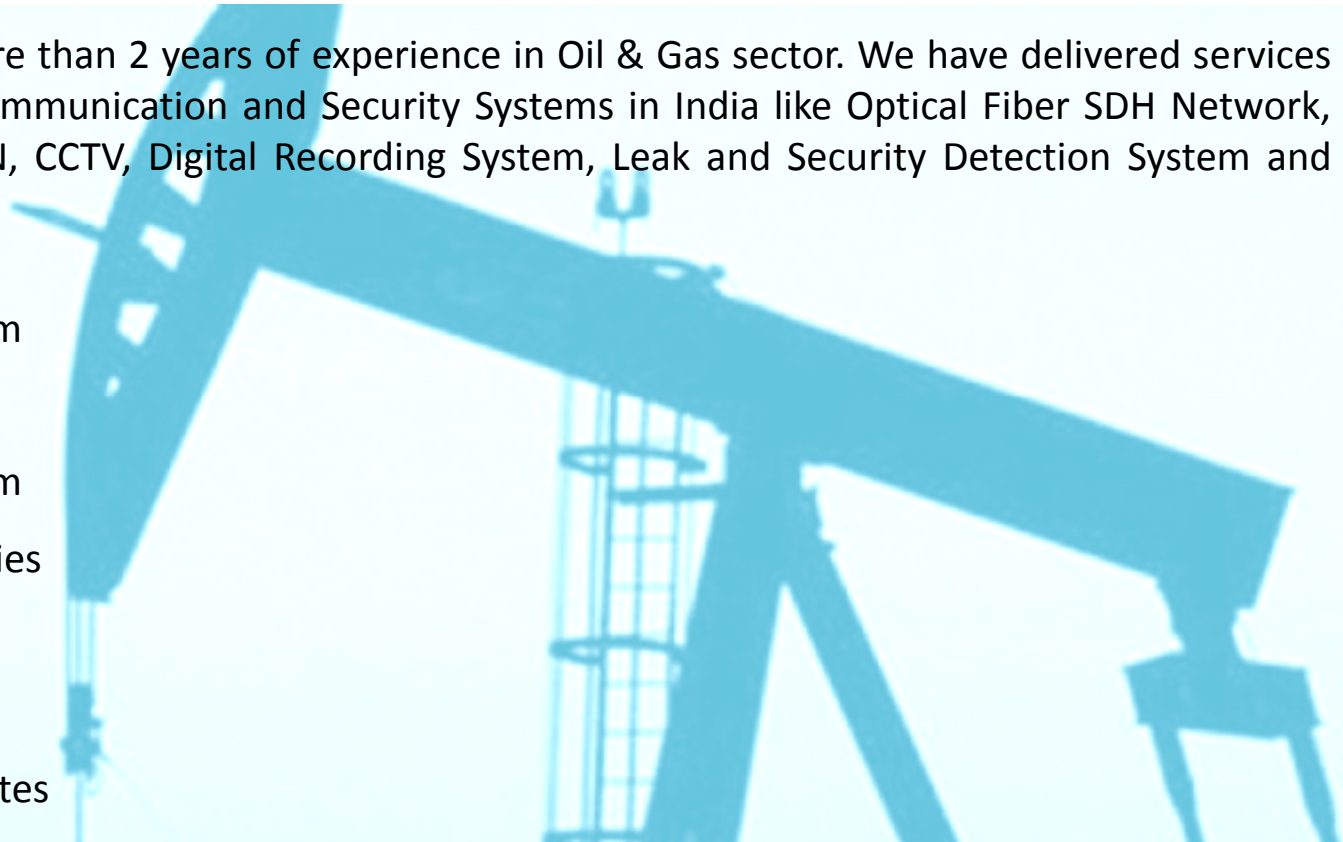 re than 2 years of experience in Oil & Gas sector. We have delivered services
mmunication and Security Systems in India like Optical Fiber SDH Network,
N, CCTV, Digital Recording System, Leak and Security Detection System and
m
m
ies
tes